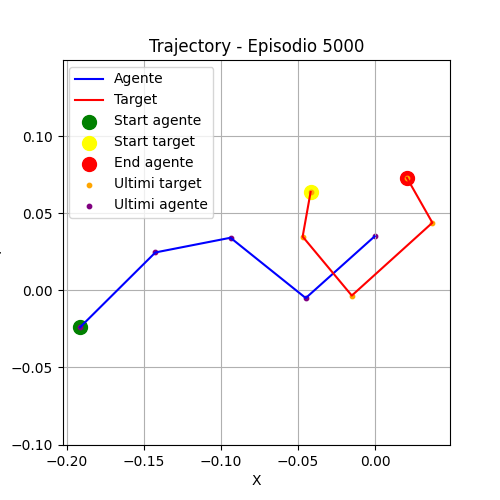 Trajectory - Episodio 5000
Agente
Target
Start agente
Start target
End agente
Ultimi target
Ultimi agente
0.10
0.05
0.00
−0.05
−0.10
−0.20
−0.15
−0.10
−0.05
0.00
X